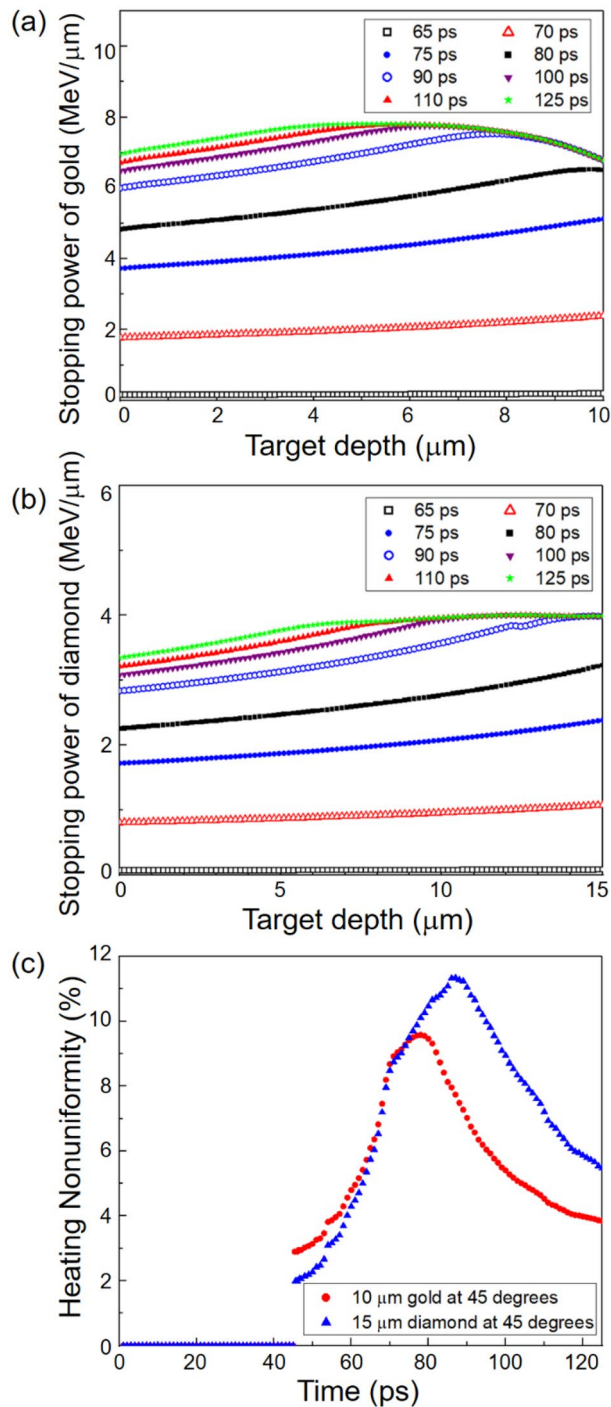 (a)
Stopping power of gold (MeV/μm)
10
8
6
4
2
0
65 ps 70 ps
75 ps 80 ps
90 ps 100 ps
110 ps 125 ps
0 2 4 6 8 10
Target depth (μm)
(b)
Stopping power of diamond (MeV/μm)
6
4
2
0
65 ps 70 ps
75 ps 80 ps
90 ps 100 ps
110 ps 125 ps
0 5 10 15
Target depth (μm)
(c)
Heating Nonuniformity (%)
12
10
8
6
4
2
0
10 μm gold at 45 degrees
15 μm diamond at 45 degrees
0 20 40 60 80 100 120
Time (ps)